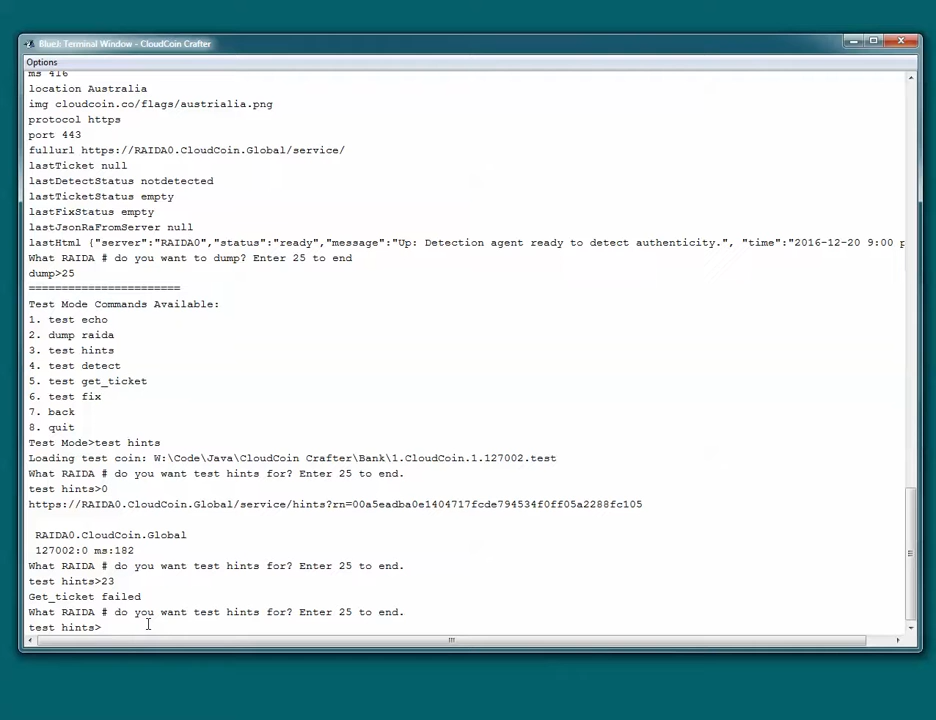 BlueJ: Terminal Window - CloudCoin Crafter
Options
ms 416
location Australia
img cloudcoin.co/flags/austrialia.png
protocol https
port 443
fullurl https://RAIDA0.CloudCoin.Global/service/
lastTicket null
lastDetectStatus notdetected
lastTicketStatus empty
lastFixStatus empty
lastJsonRaFromServer null
lastHtml {"server":"RAIDA0","status":"ready","message":"Up: Detection agent ready to detect authenticity.", "time":"2016-12-20 9:00 p
What RAIDA # do you want to dump? Enter 25 to end
dump>25
=======================
Test Mode Commands Available:
1. test echo
2. dump raida
3. test hints
4. test detect
5. test get_ticket
6. test fix
7. back
8. quit
Test Mode>test hints
Loading test coin: W:\Code\Java\CloudCoin Crafter\Bank\1.CloudCoin.1.127002.test
What RAIDA # do you want test hints for? Enter 25 to end.
test hints>0
https://RAIDA0.CloudCoin.Global/service/hints?rn=00a5eadba0e1404717fcde794534f0ff05a2288fc105
RAIDA0.CloudCoin.Global
127002:0 ms:182
What RAIDA # do you want test hints for? Enter 25 to end.
test hints>23
Get_ticket failed
What RAIDA # do you want test hints for? Enter 25 to end.
test hints>